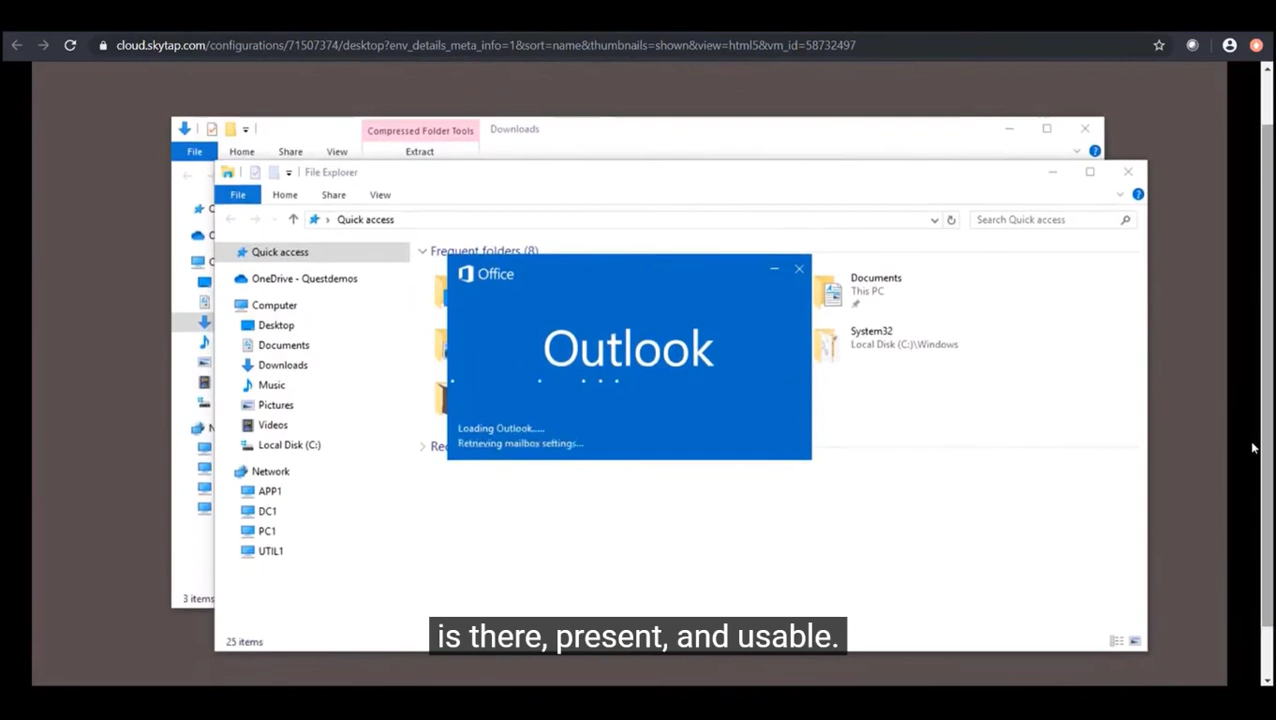 cloud.skytap.com/configurations/71507374/desktop?env_details_meta_info=1&sort=name&thumbnails=shown&view=html5&vm_id=58732497
Compressed Folder Tools
Downloads
File
Home
Share
View
Extract
File Explorer
File
Home
Share
View
Quick access
Search Quick access
Quick access
OneDrive - Questdemos
Computer
Desktop
Documents
Downloads
Music
Pictures
Videos
Local Disk (C:)
Network
APP1
DC1
PC1
UTIL1
Frequent folders (8)
Documents
This PC
System32
Local Disk (C:)\Windows
Office
Outlook
Loading Outlook.....
Retrieving mailbox settings...
3 items
25 items
is there, present, and usable.